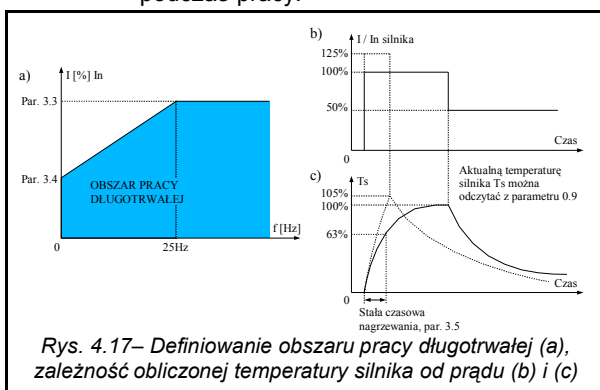 podczas pracy.
b)
I / In silnika
125%
100%
50%
0
Czas
a)
I [%] In
Par. 3.3
Par. 3.4
OBSZAR PRACY
DŁUGOTRWAŁEJ
0
25Hz
f [Hz]
c)
Ts
Aktualną temperaturę
silnika Ts można
odczytać z parametru 0.9
105%
100%
63%
0
Czas
Stała czasowa
nagrzewania, par. 3.5
Rys. 4.17– Definiowanie obszaru pracy długotrwałej (a),
zależność obliczonej temperatury silnika od prądu (b) i (c)